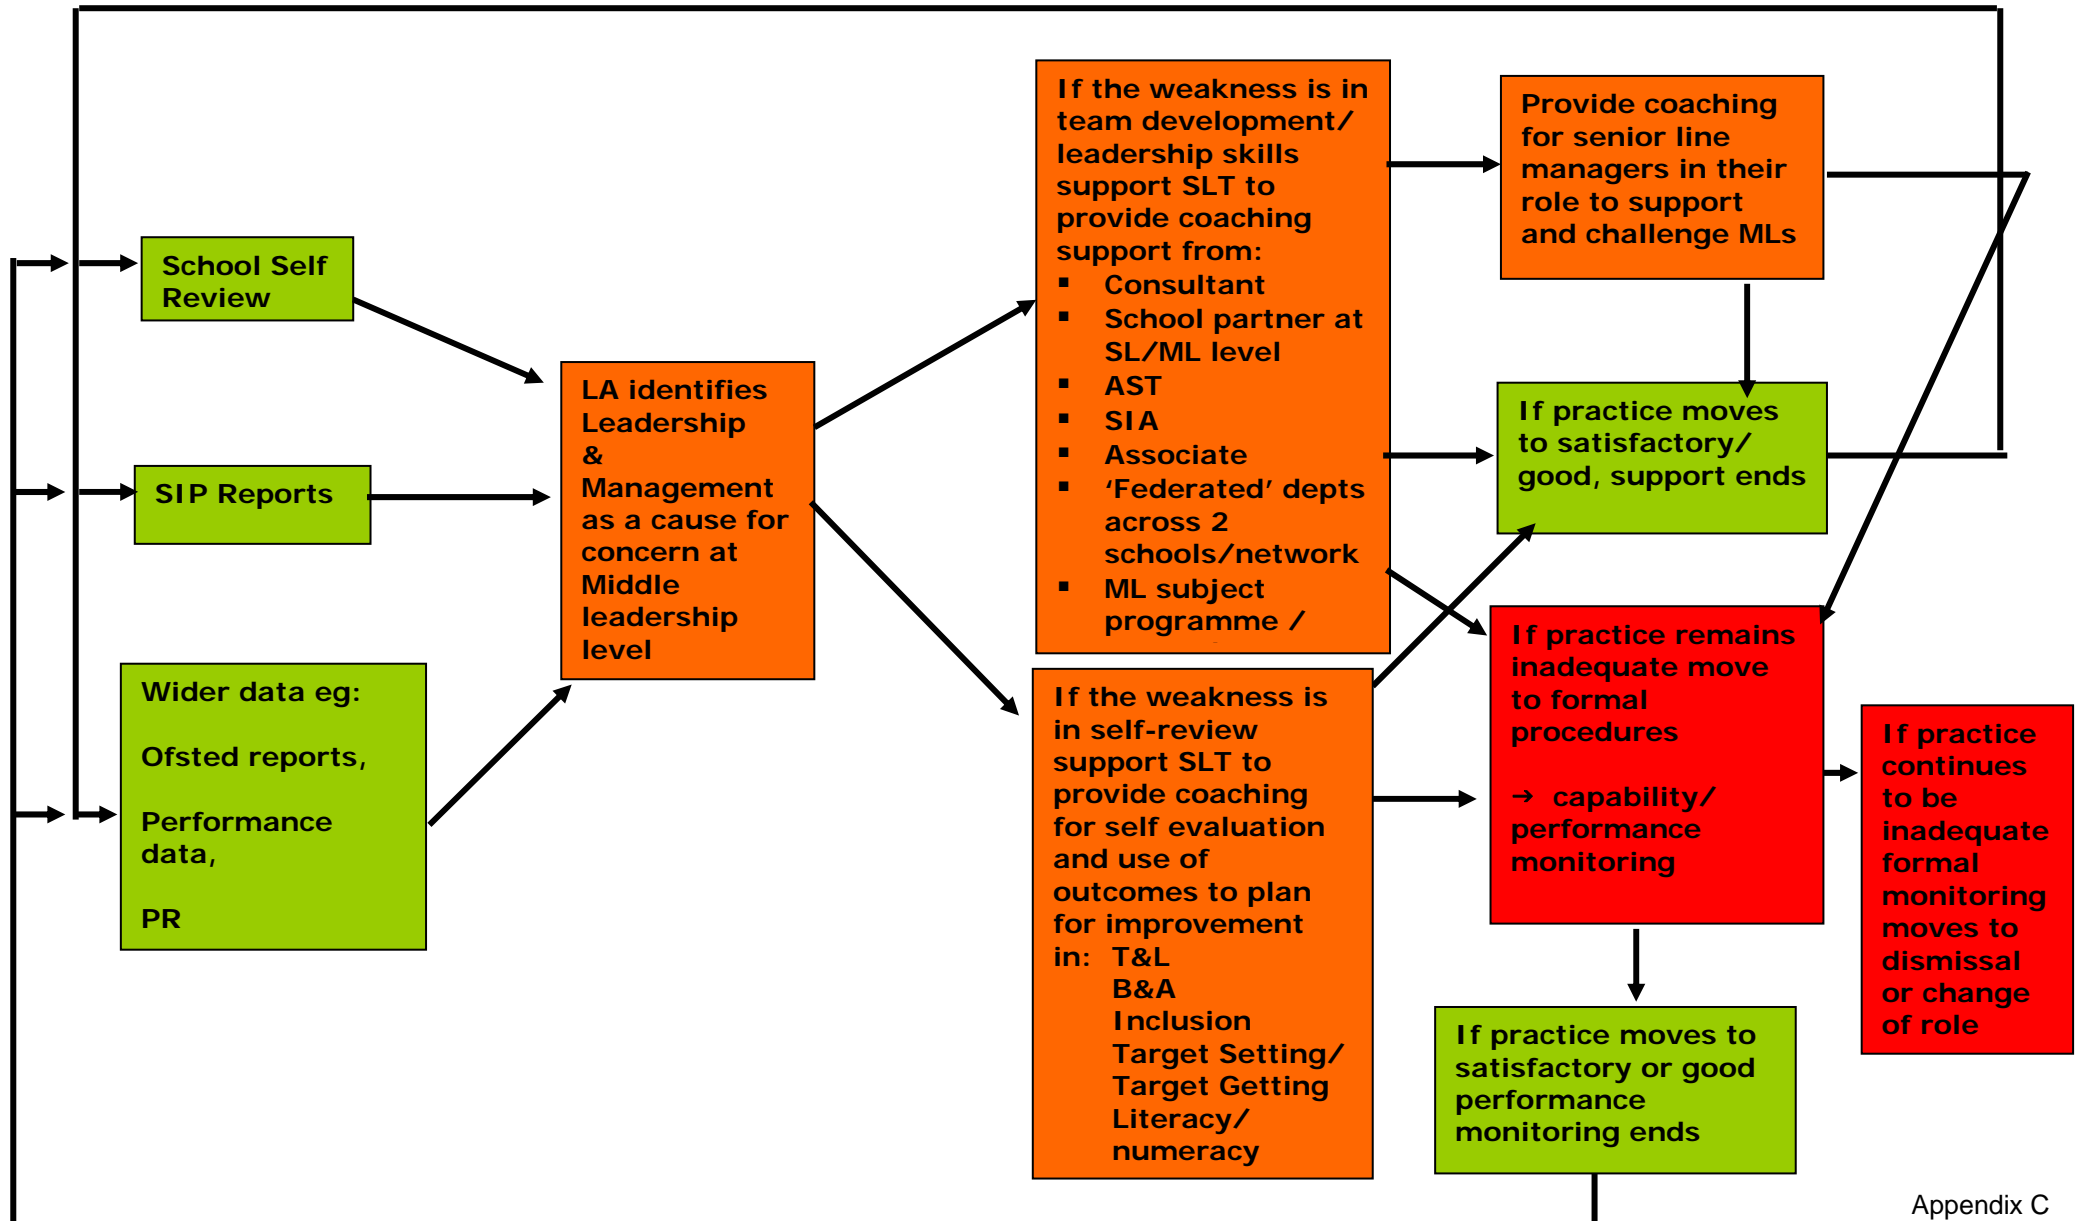 School Self
Review
SIP Reports
Wider data eg:
Ofsted reports,
Performance
data,
PR
LA identifies
Leadership
&
Management
as a cause for
concern at
Middle
leadership
level
If the weakness is in
team development/
leadership skills
support SLT to
provide coaching
support from:
▪ Consultant
▪ School partner at
SL/ML level
▪ AST
▪ SIA
▪ Associate
▪ ‘Federated’ depts
across 2
schools/network
▪ ML subject
programme /
If the weakness is
in self-review
support SLT to
provide coaching
for self evaluation
and use of
outcomes to plan
for improvement
in: T&L
B&A
Inclusion
Target Setting/
Target Getting
Literacy/
numeracy
Provide coaching
for senior line
managers in their
role to support
and challenge MLs
If practice moves
to satisfactory/
good, support ends
If practice remains
inadequate move
to formal
procedures
→ capability/
performance
monitoring
If practice moves to
satisfactory or good
performance
monitoring ends
If practice
continues
to be
inadequate
formal
monitoring
moves to
dismissal
or change
of role
Appendix C